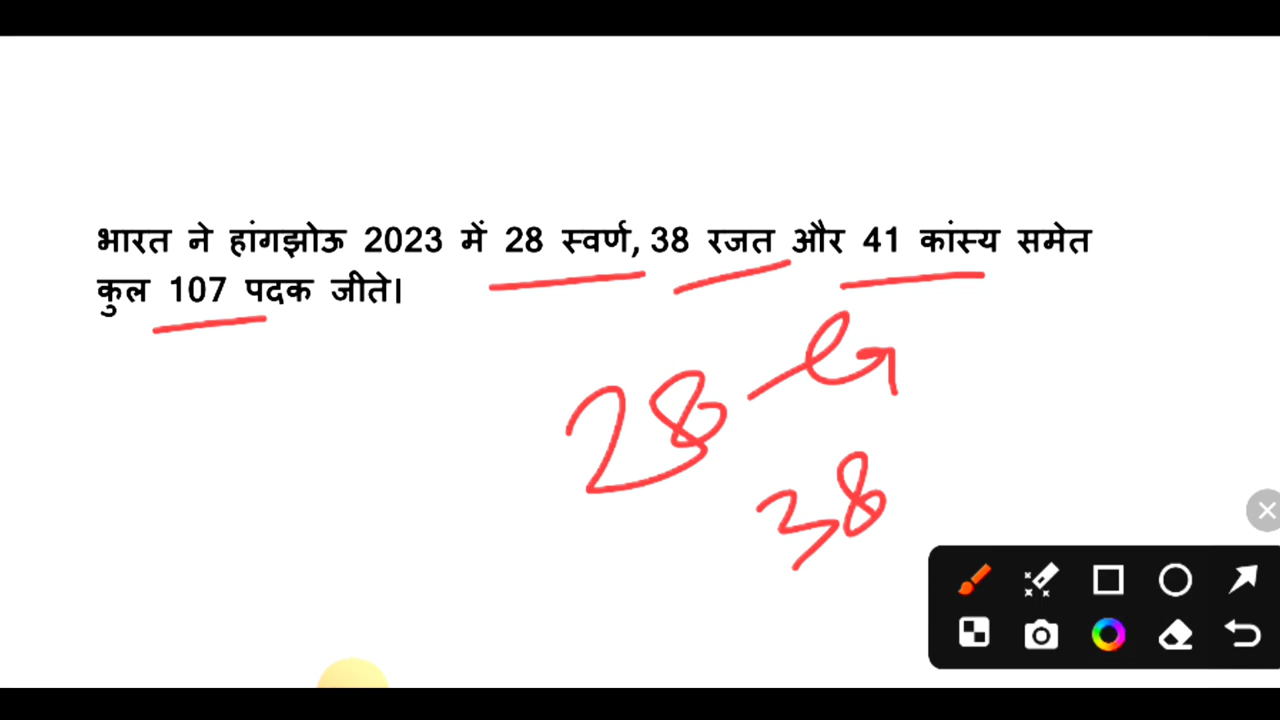 भारत ने हांगझोऊ 2023 में 28 स्वर्ण, 38 रजत और 41 कांस्य समेत
कुल 107 पदक जीते।
28 - G
38